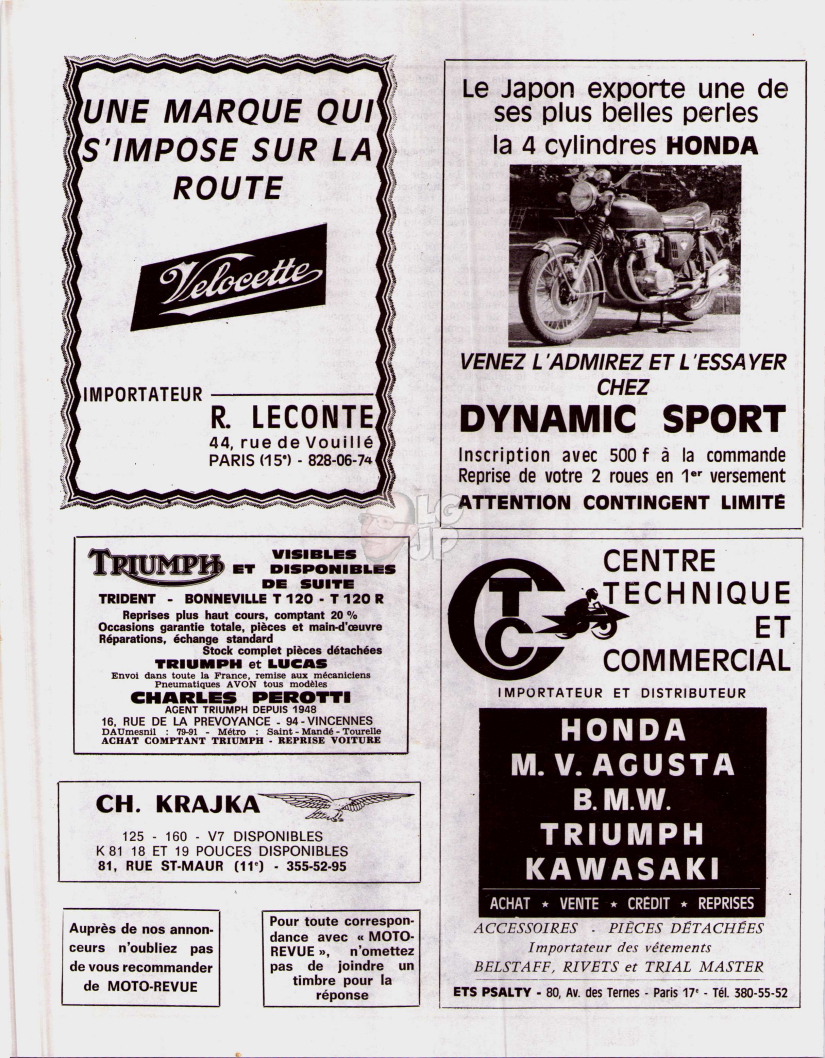 UNE MARQUE QUI
S'IMPOSE SUR LA
ROUTE
Velocette
IMPORTATEUR
R. LECONTE
44, rue de Vouillé
PARIS (15e) - 828-06-74
Le Japon exporte une de
ses plus belles perles
la 4 cylindres HONDA
VENEZ L'ADMIREZ ET L'ESSAYER
CHEZ
DYNAMIC SPORT
Inscription avec 500 f à la commande
Reprise de votre 2 roues en 1er versement
ATTENTION CONTINGENT LIMITÉ
LG
UP
TRIUMPH ET VISIBLES
DISPONIBLES
DE SUITE
TRIDENT - BONNEVILLE T 120 - T 120 R
Reprises plus haut cours, comptant 20 %
Occasions garantie totale, pièces et main-d'œuvre
Réparations, échange standard
Stock complet pièces détachées
TRIUMPH et LUCAS
Envoi dans toute la France, remise aux mécaniciens
Pneumatiques AVON tous modèles
CHARLES PEROTTI
AGENT TRIUMPH DEPUIS 1948
16, RUE DE LA PREVOYANCE - 94-VINCENNES
DAUmesnil : 79-91 - Métro : Saint-Mandé-Tourelle
ACHAT COMPTANT TRIUMPH - REPRISE VOITURE
CTC
CENTRE
TECHNIQUE
ET
COMMERCIAL
IMPORTATEUR ET DISTRIBUTEUR
HONDA
M. V. AGUSTA
B. M.W.
TRIUMPH
KAWASAKI
ACHAT ★ VENTE ★ CRÉDIT ★ REPRISES
ACCESSOIRES - PIÈCES DÉTACHÉES
Importateur des vêtements
BELSTAFF, RIVETS et TRIAL MASTER
ETS PSALTY - 80, Av. des Ternes - Paris 17e - Tél. 380-55-52
CH. KRAJKA
125 - 160 - V7 DISPONIBLES
K 81 18 ET 19 POUCES DISPONIBLES
81, RUE ST-MAUR (11e) - 355-52-95
Auprès de nos annon-
ceurs n'oubliez pas
de vous recommander
de MOTO-REVUE
Pour toute correspon-
dance avec « MOTO-
REVUE », n'omettez
pas de joindre un
timbre pour la
réponse